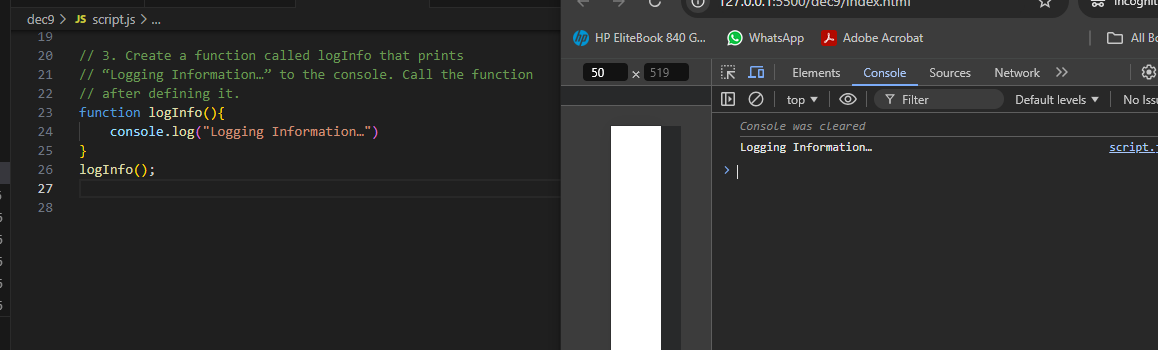 dec9 > JS script.js > ...
19
20 // 3. Create a function called logInfo that prints
21 // “Logging Information…” to the console. Call the function
22 // after defining it.
23 function logInfo(){
24 console.log("Logging Information…")
25 }
26 logInfo();
27
28
127.0.0.1:5500/dec9/index.html
HP EliteBook 840 G... WhatsApp Adobe Acrobat All Bo
50 × 519 Elements Console Sources Network
top Filter Default levels No Issu
Console was cleared
Logging Information… script.